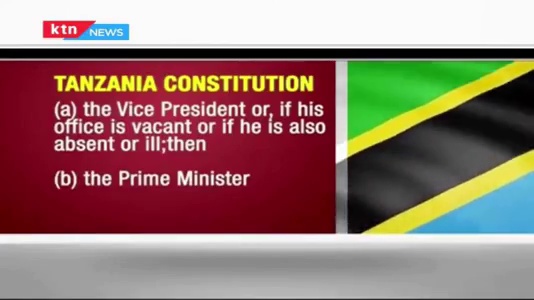 ktn NEWS
TANZANIA CONSTITUTION
(a) the Vice President or, if his
office is vacant or if he is also
absent or ill;then
(b) the Prime Minister